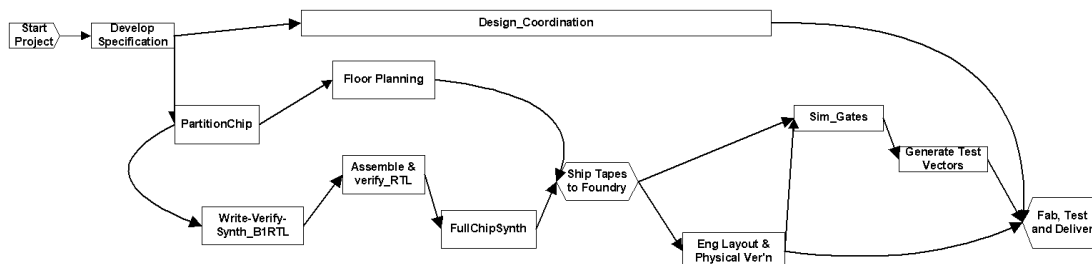 Start
Project
Develop
Specification
Design_Coordination
Floor Planning
PartitionChip
Sim_Gates
Generate Test
Vectors
Assemble &
verify_RTL
Ship Tapes
to Foundry
Write-Verify-
Synth_B1RTL
FullChipSynth
Eng Layout &
Physical Ver'n
Fab, Test
and Deliver